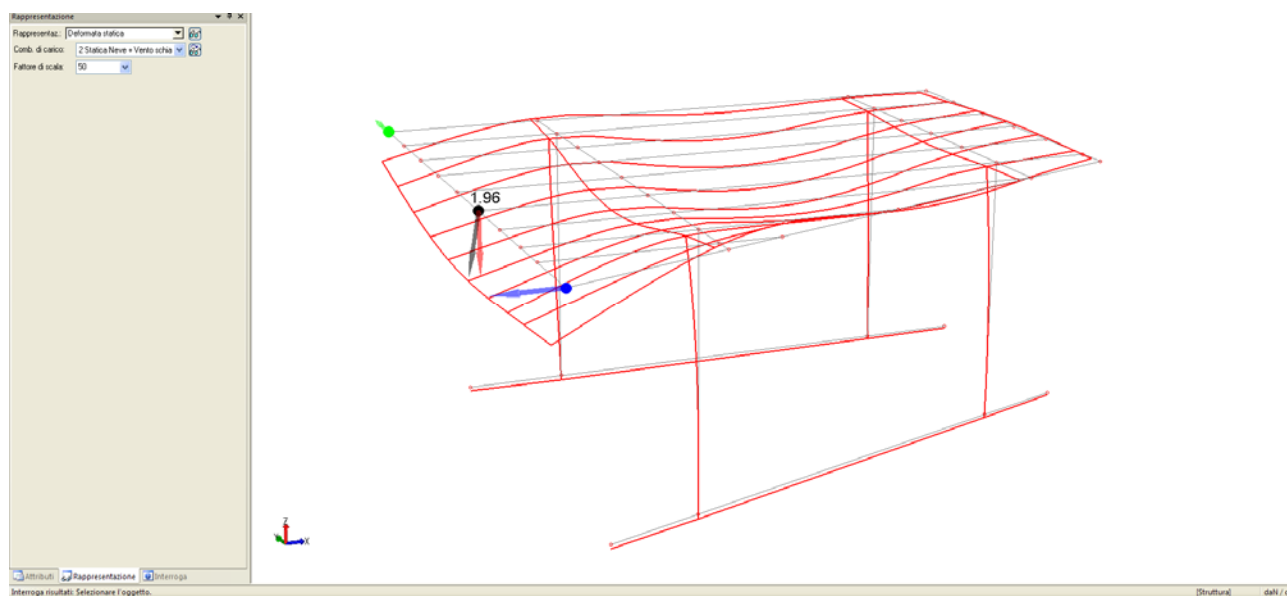 Rappresentazione
Rappresentaz.: Deformata statica
Comb. di carico: 2 Statica Neve + Vento schia
Fattore di scala: 50
1.96
Z
X
Attributi Rappresentazione Interroga
Interroga risultati: Selezionare l'oggetto. [Struttura] daN /